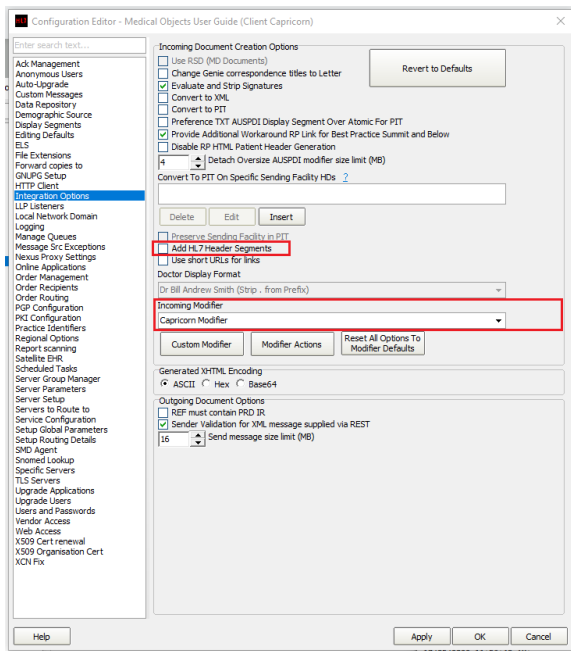 HL7 Configuration Editor - Medical Objects User Guide (Client Capricorn)
Enter search text...
Ack Management
Anonymous Users
Auto-Upgrade
Custom Messages
Data Repository
Demographic Source
Display Segments
Editing Defaults
ELS
File Extensions
Forward copies to
GNUPG Setup
HTTP Client
Integration Options
LLP Listeners
Local Network Domain
Logging
Manage Queues
Message Src Exceptions
Nexus Proxy Settings
Online Applications
Order Management
Order Recipients
Order Routing
PGP Configuration
PKI Configuration
Practice Identifiers
Regional Options
Report scanning
Satellite EHR
Scheduled Tasks
Server Group Manager
Server Parameters
Server Setup
Servers to Route to
Service Configuration
Setup Global Parameters
Setup Routing Details
SMD Agent
Snomed Lookup
Specific Servers
TLS Servers
Upgrade Applications
Upgrade Users
Users and Passwords
Vendor Access
Web Access
X509 Cert renewal
X509 Organisation Cert
XCN Fix
Incoming Document Creation Options
Use RSD (MD Documents)
Change Genie correspondence titles to Letter
Evaluate and Strip Signatures
Convert to XML
Convert to PIT
Preference TXT AUSPDI Display Segment Over Atomic For PIT
Provide Additional Workaround RP Link for Best Practice Summit and Below
Disable RP HTML Patient Header Generation
4 Detach Oversize AUSPDI modifier size limit (MB)
Revert to Defaults
Convert To PIT On Specific Sending Facility HDs ?
Delete Edit Insert
Preserve Sending Facility in PIT
Add HL7 Header Segments
Use short URLs for links
Doctor Display Format
Dr Bill Andrew Smith (Strip . from Prefix)
Incoming Modifier
Capricorn Modifier
Custom Modifier Modifier Actions Reset All Options To
Modifier Defaults
Generated XHTML Encoding
ASCII Hex Base64
Outgoing Document Options
REF must contain PRD IR
Sender Validation for XML message supplied via REST
16 Send message size limit (MB)
Help Apply OK Cancel